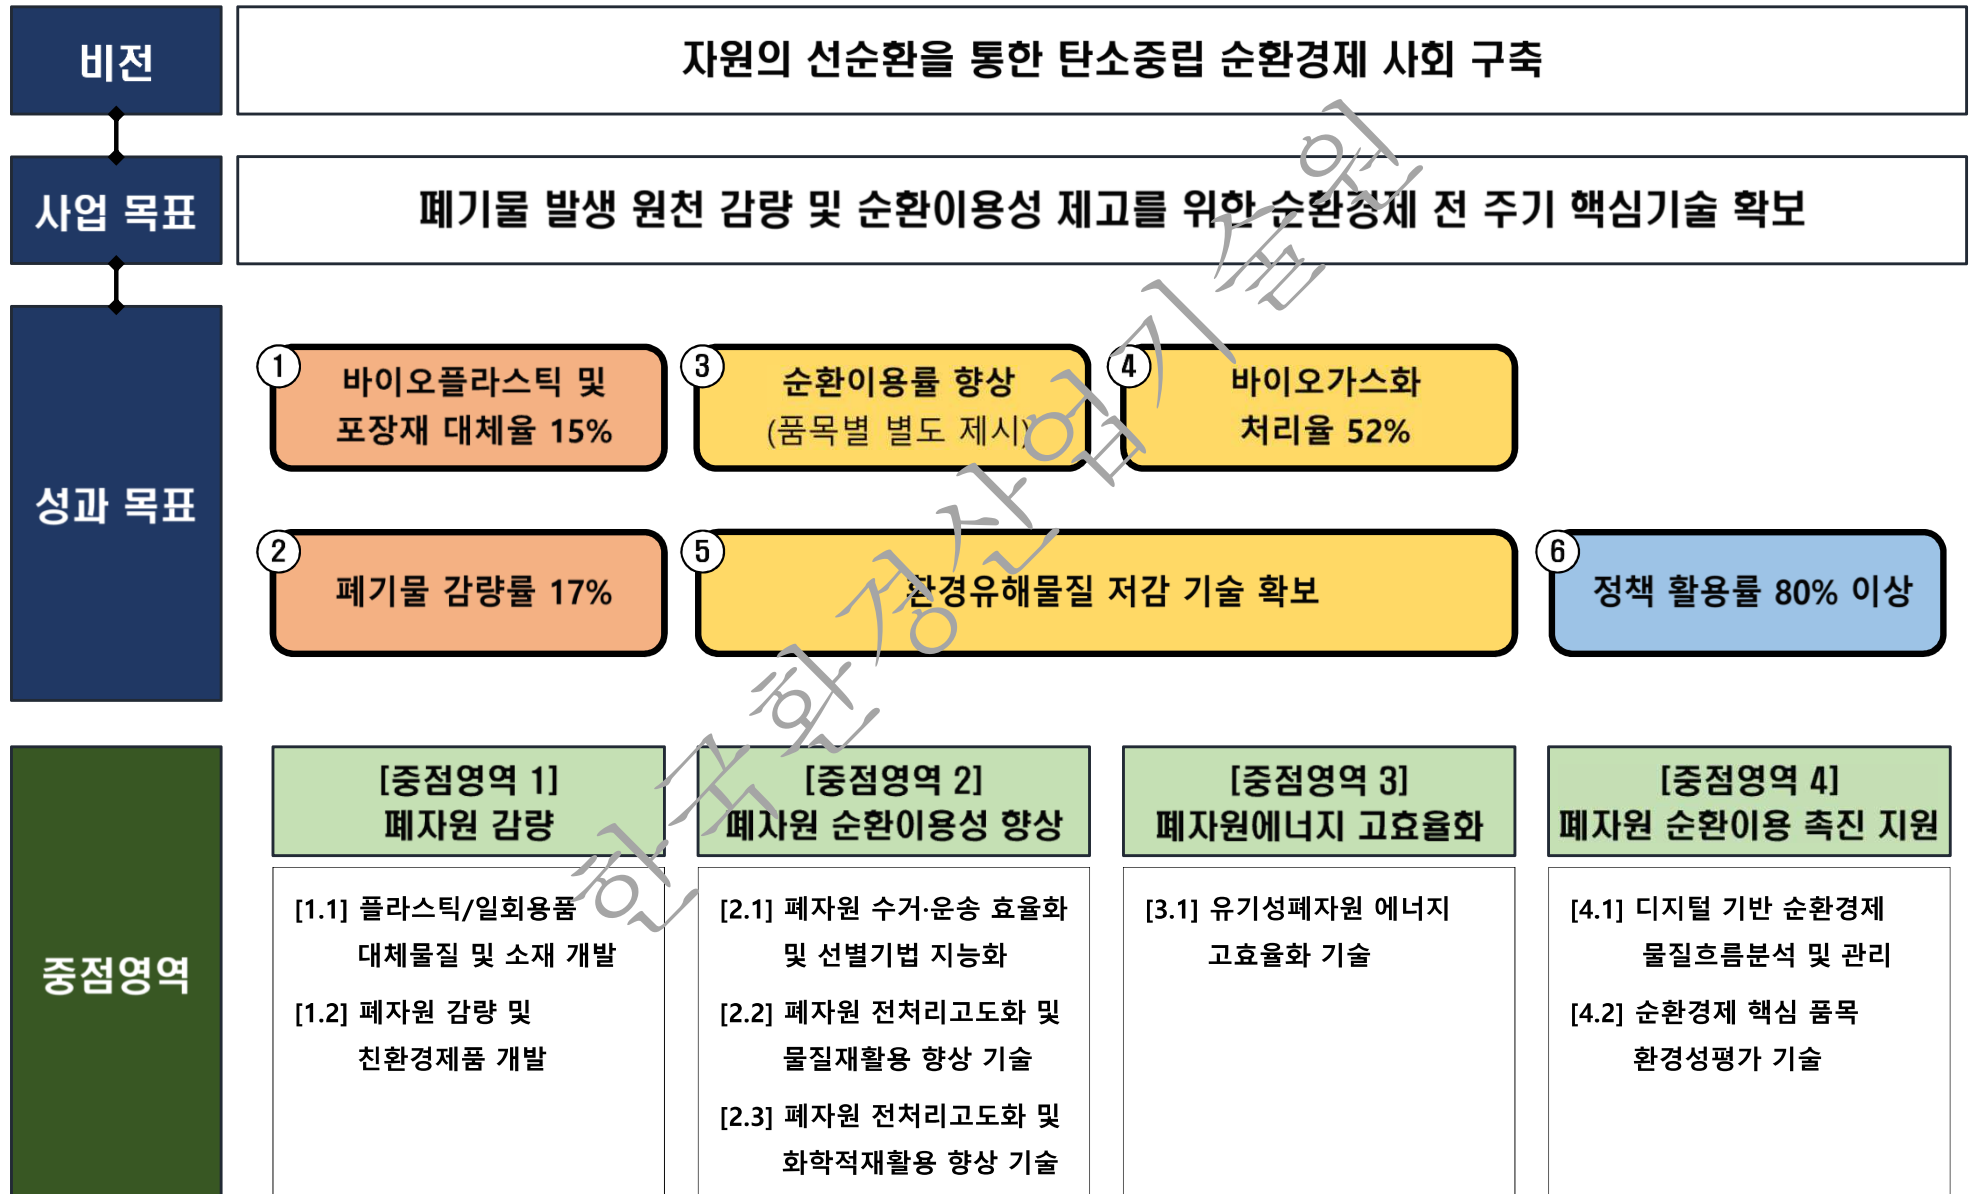 비전
자원의 선순환을 통한 탄소중립 순환경제 사회 구축
사업 목표
폐기물 발생 원천 감량 및 순환이용성 제고를 위한 순환경제 전 주기 핵심기술 확보
성과 목표
1
바이오플라스틱 및
포장재 대체율 15%
3
순환이용률 향상
(품목별 별도 제시)
4
바이오가스화
처리율 52%
2
폐기물 감량률 17%
5
환경유해물질 저감 기술 확보
6
정책 활용률 80% 이상
중점영역
[중점영역 1]
폐자원 감량
[1.1] 플라스틱/일회용품
대체물질 및 소재 개발
[1.2] 폐자원 감량 및
친환경제품 개발
[중점영역 2]
폐자원 순환이용성 향상
[2.1] 폐자원 수거·운송 효율화
및 선별기법 지능화
[2.2] 폐자원 전처리고도화 및
물질재활용 향상 기술
[2.3] 폐자원 전처리고도화 및
화학적재활용 향상 기술
[중점영역 3]
폐자원에너지 고효율화
[3.1] 유기성폐자원 에너지
고효율화 기술
[중점영역 4]
폐자원 순환이용 촉진 지원
[4.1] 디지털 기반 순환경제
물질흐름분석 및 관리
[4.2] 순환경제 핵심 품목
환경성평가 기술
한국환경산업기술원